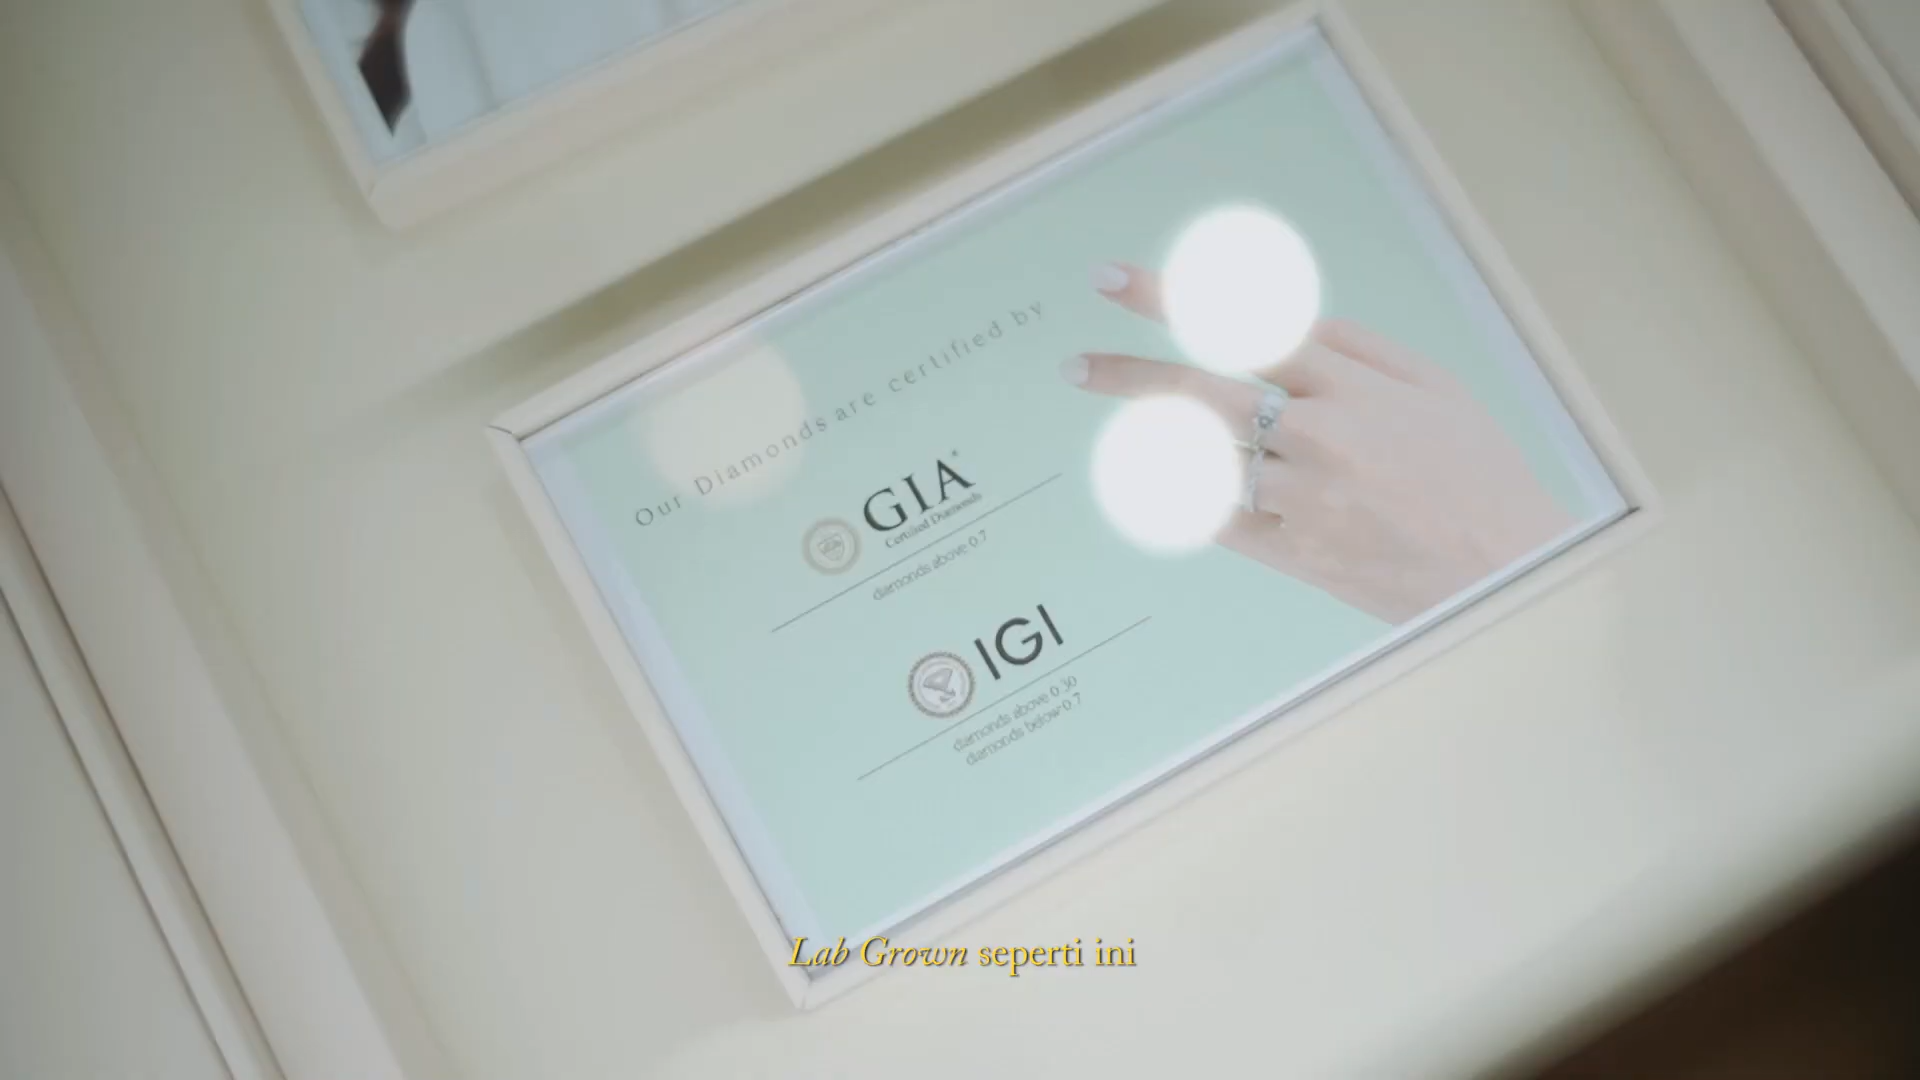 Our Diamonds are certified by
GIA
Certified Diamonds
diamonds above 0.7
IGI
diamonds above 0.30
diamonds below 0.7
Lab Grown seperti ini